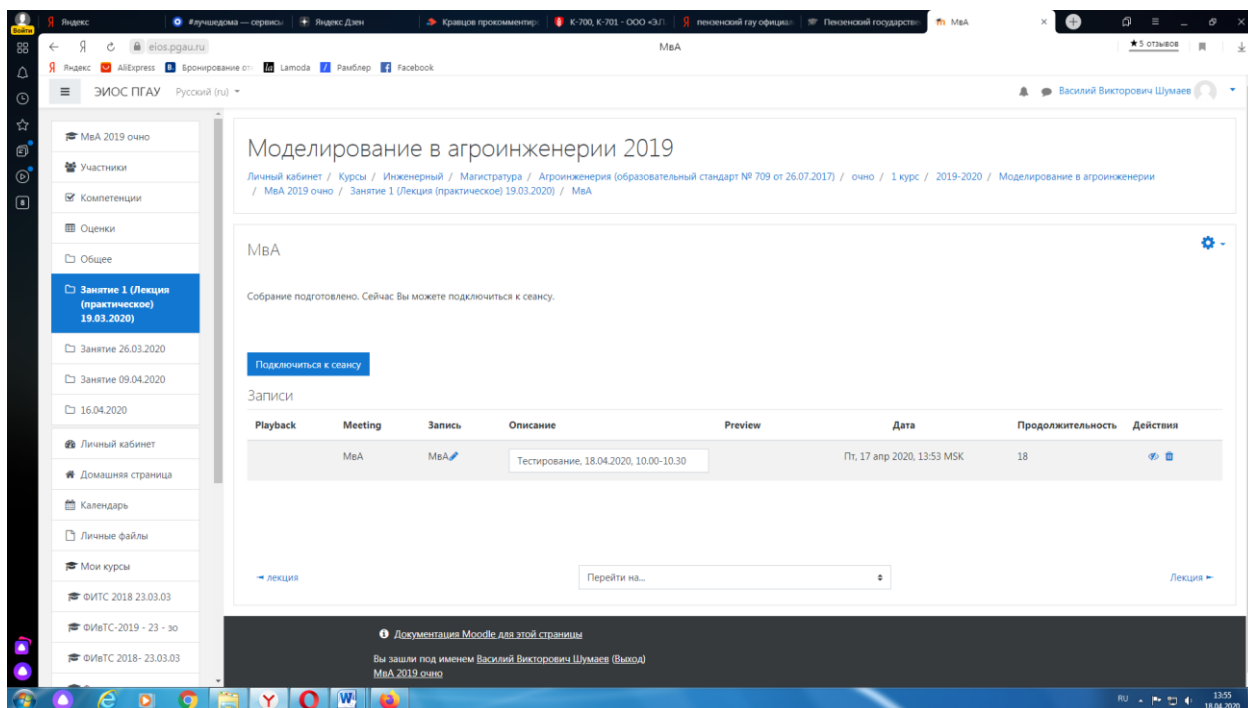 Яндекс
#лучшедома — сервисы
Яндекс Дзен
Кравцов прокомментиро
К-700, К-701 - ООО «ЭЛ
пензенский гау официал
Пензенский государстве
МвА
Войти
eios.pgau.ru
МвА
★5 отзывов
Яндекс
AliExpress
Бронирование от
Lamoda
Рамблер
Facebook
ЭИОС ПГАУ
Русский (ru)
Василий Викторович Шумаев
МвА 2019 очно
Участники
Компетенции
Оценки
Общее
Занятие 1 (Лекция
(практическое)
19.03.2020)
Занятие 26.03.2020
Занятие 09.04.2020
16.04.2020
Личный кабинет
Домашняя страница
Календарь
Личные файлы
Мои курсы
ФИТС 2018 23.03.03
ФИвТС-2019 - 23 - зо
ФИвТС 2018- 23.03.03
Моделирование в агроинженерии 2019
Личный кабинет / Курсы / Инженерный / Магистратура / Агроинженерия (образовательный стандарт № 709 от 26.07.2017) / очно / 1 курс / 2019-2020 / Моделирование в агроинженерии
/ МвА 2019 очно / Занятие 1 (Лекция (практическое) 19.03.2020) / МвА
МвА
Собрание подготовлено. Сейчас Вы можете подключиться к сеансу.
Подключиться к сеансу
Записи
Playback Meeting Запись Описание Preview Дата Продолжительность Действия
МвА МвА Тестирование, 18.04.2020, 10.00-10.30 Пт, 17 апр 2020, 13:53 MSK 18
◄ лекция
Перейти на...
Лекция ►
Документация Moodle для этой страницы
Вы зашли под именем Василий Викторович Шумаев (Выход)
МвА 2019 очно
RU
13:55
18.04.2020